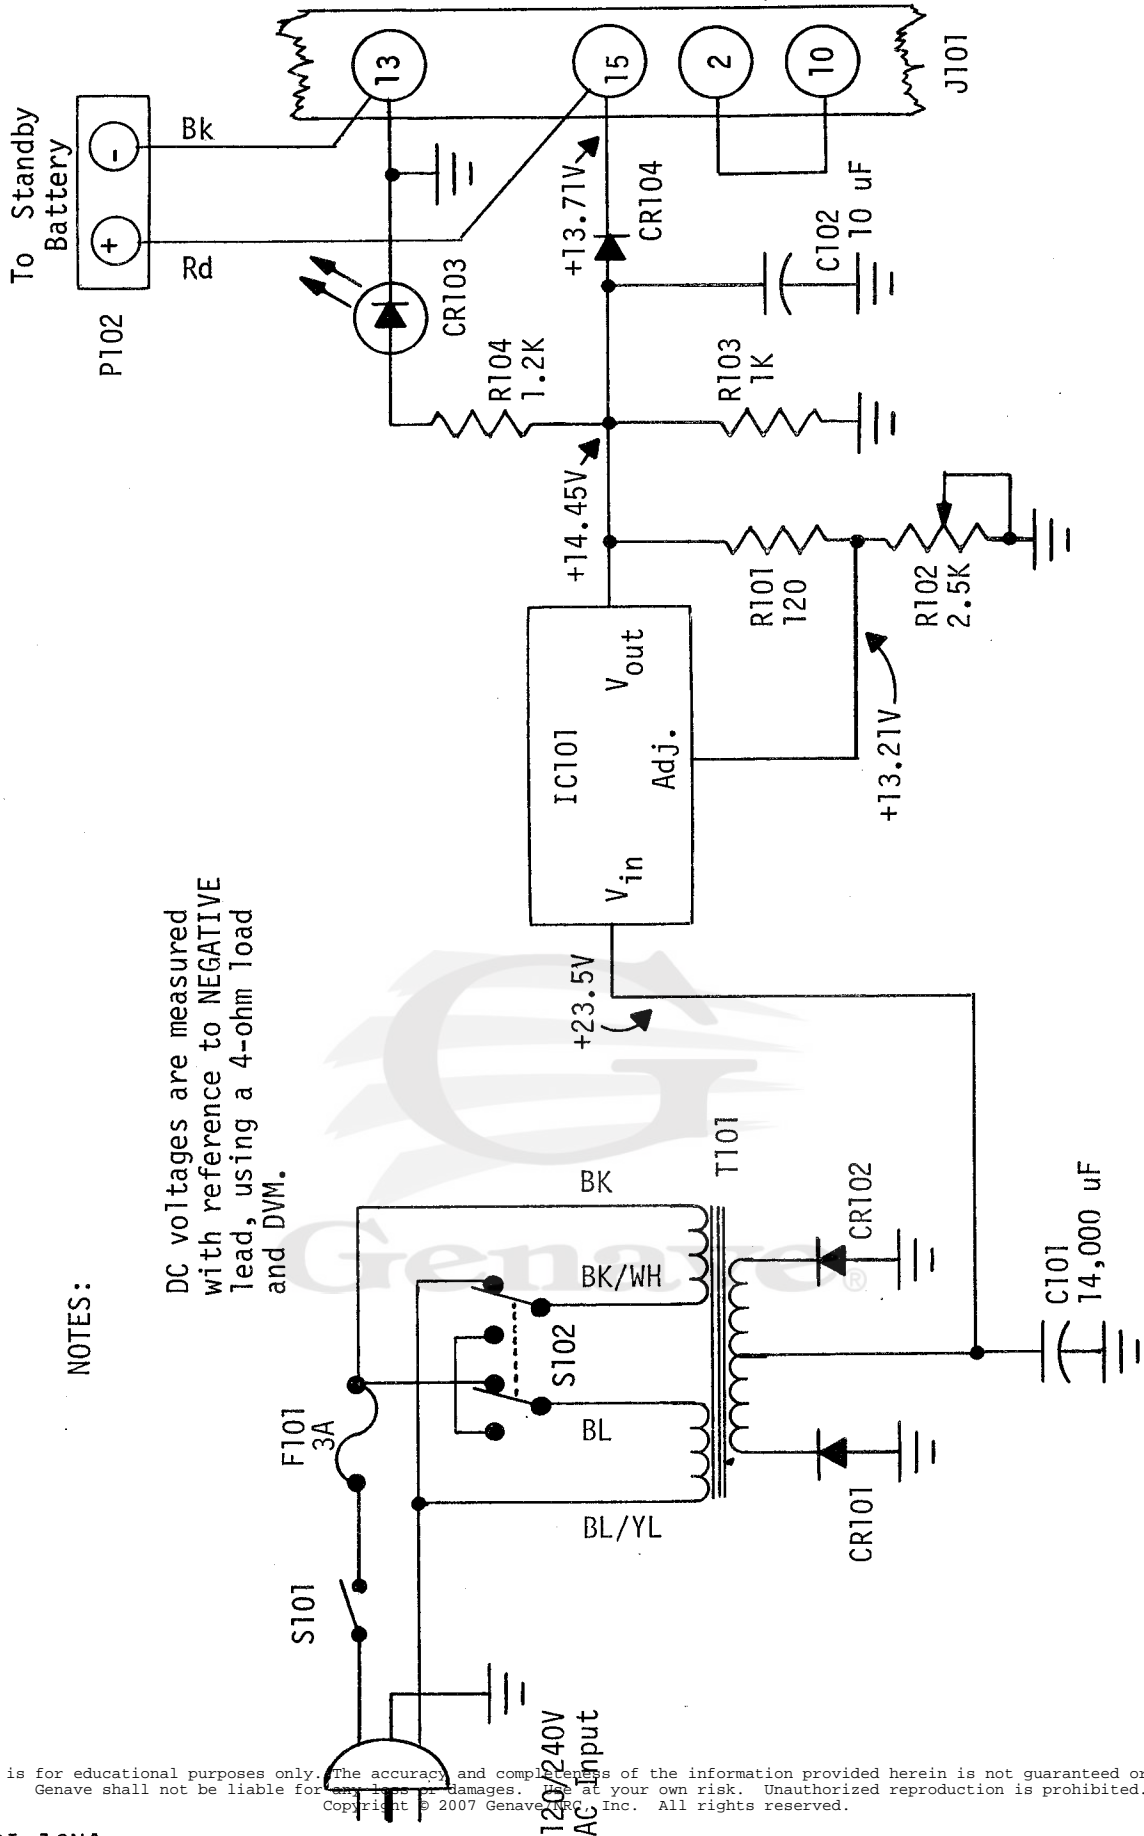 To Standby
Battery
-
+
Bk
Rd
P102
13
15
2
10
J101
CR103
+13.71V
CR104
C102
10 uF
R104
1.2K
R103
1K
+14.45V
R101
120
R102
2.5K
IC101
Vin
Vout
Adj.
+13.21V
+23.5V
NOTES:
DC voltages are measured
with reference to NEGATIVE
lead, using a 4-ohm load
and DVM.
Genave®
BK
BK/WH
BL
BL/YL
T101
S102
F101
3A
S101
CR102
CR101
C101
14,000 uF
120/240V
AC Input
is for educational purposes only. The accuracy and completeness of the information provided herein is not guaranteed or
Genave shall not be liable for any loss or damages. Use at your own risk. Unauthorized reproduction is prohibited.
Copyright © 2007 Genave/NRC, Inc. All rights reserved.